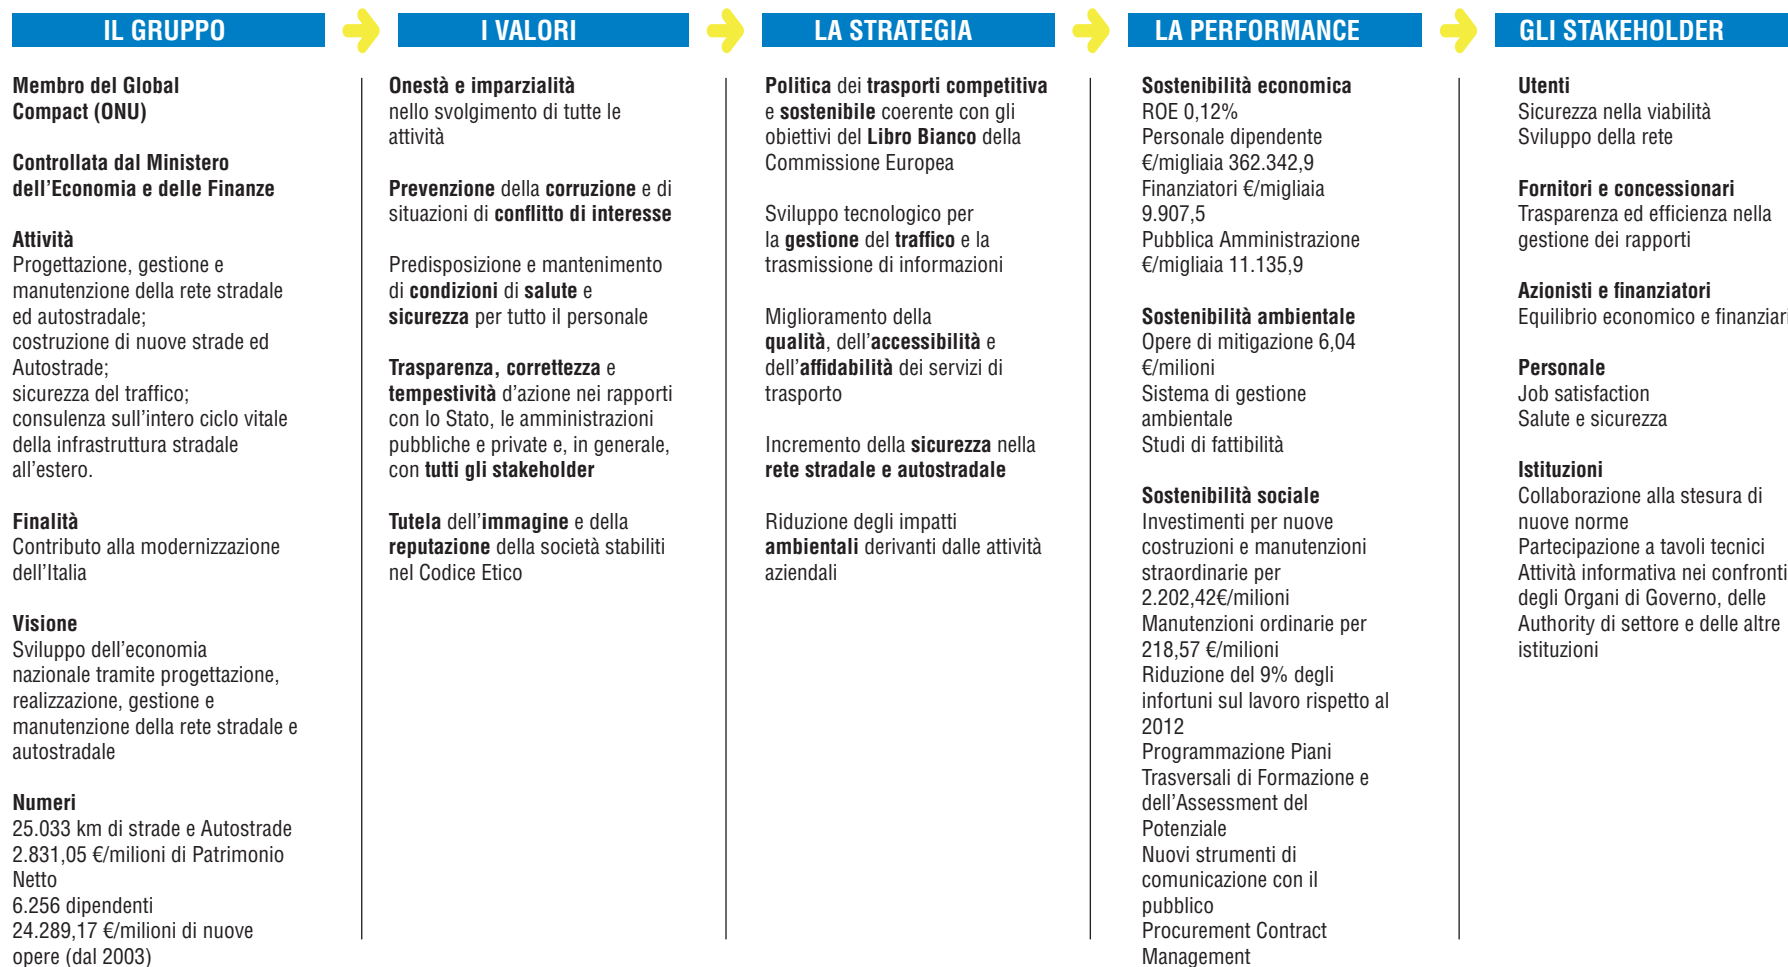 IL GRUPPO
Membro del Global
Compact (ONU)
Controllata dal Ministero
dell'Economia e delle Finanze
Attività
Progettazione, gestione e
manutenzione della rete stradale
ed autostradale;
costruzione di nuove strade ed
Autostrade;
sicurezza del traffico;
consulenza sull'intero ciclo vitale
della infrastruttura stradale
all'estero.
Finalità
Contributo alla modernizzazione
dell'Italia
Visione
Sviluppo dell'economia
nazionale tramite progettazione,
realizzazione, gestione e
manutenzione della rete stradale e
autostradale
Numeri
25.033 km di strade e Autostrade
2.831,05 €/milioni di Patrimonio
Netto
6.256 dipendenti
24.289,17 €/milioni di nuove
opere (dal 2003)
I VALORI
Onestà e imparzialità
nello svolgimento di tutte le
attività
Prevenzione della corruzione e di
situazioni di conflitto di interesse
Predisposizione e mantenimento
di condizioni di salute e
sicurezza per tutto il personale
Trasparenza, correttezza e
tempestività d'azione nei rapporti
con lo Stato, le amministrazioni
pubbliche e private e, in generale,
con tutti gli stakeholder
Tutela dell'immagine e della
reputazione della società stabiliti
nel Codice Etico
LA STRATEGIA
Politica dei trasporti competitiva
e sostenibile coerente con gli
obiettivi del Libro Bianco della
Commissione Europea
Sviluppo tecnologico per
la gestione del traffico e la
trasmissione di informazioni
Miglioramento della
qualità, dell'accessibilità e
dell'affidabilità dei servizi di
trasporto
Incremento della sicurezza nella
rete stradale e autostradale
Riduzione degli impatti
ambientali derivanti dalle attività
aziendali
LA PERFORMANCE
Sostenibilità economica
ROE 0,12%
Personale dipendente
€/migliaia 362.342,9
Finanziatori €/migliaia
9.907,5
Pubblica Amministrazione
€/migliaia 11.135,9
Sostenibilità ambientale
Opere di mitigazione 6,04
€/milioni
Sistema di gestione
ambientale
Studi di fattibilità
Sostenibilità sociale
Investimenti per nuove
costruzioni e manutenzioni
straordinarie per
2.202,42€/milioni
Manutenzioni ordinarie per
218,57 €/milioni
Riduzione del 9% degli
infortuni sul lavoro rispetto al
2012
Programmazione Piani
Trasversali di Formazione e
dell'Assessment del
Potenziale
Nuovi strumenti di
comunicazione con il
pubblico
Procurement Contract
Management
GLI STAKEHOLDER
Utenti
Sicurezza nella viabilità
Sviluppo della rete
Fornitori e concessionari
Trasparenza ed efficienza nella
gestione dei rapporti
Azionisti e finanziatori
Equilibrio economico e finanziari
Personale
Job satisfaction
Salute e sicurezza
Istituzioni
Collaborazione alla stesura di
nuove norme
Partecipazione a tavoli tecnici
Attività informativa nei confronti
degli Organi di Governo, delle
Authority di settore e delle altre
istituzioni